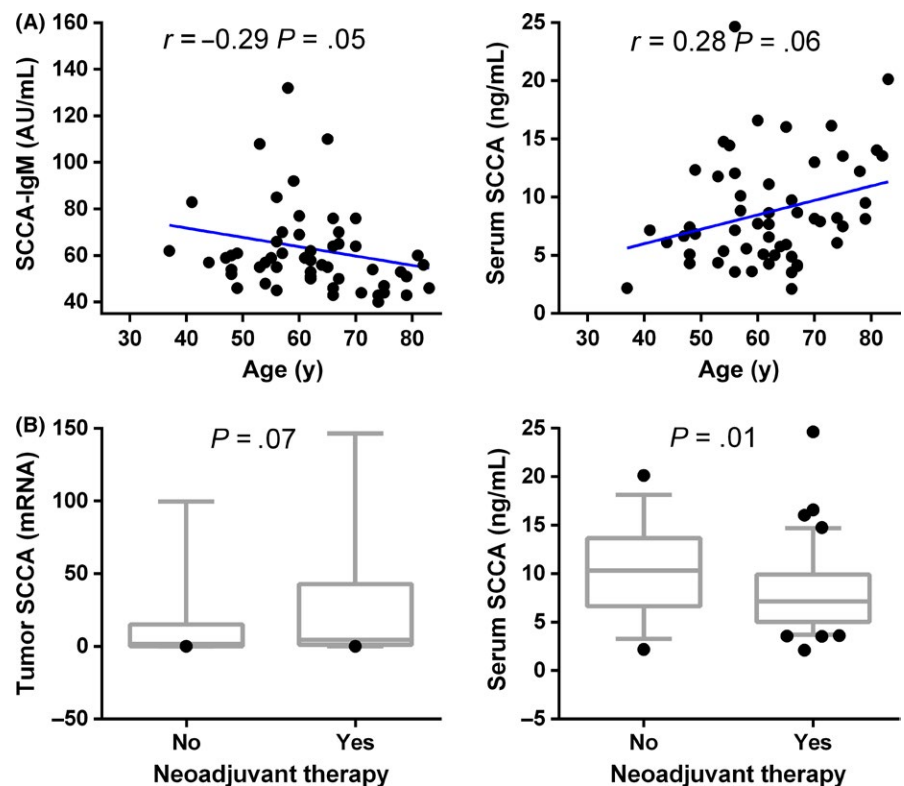 (A)
r = –0.29 P = .05
160
140
120
100
80
60
40
SCCA-IgM (AU/mL)
30 40 50 60 70 80
Age (y)
r = 0.28 P = .06
25
20
15
10
5
0
Serum SCCA (ng/mL)
30 40 50 60 70 80
Age (y)
(B)
P = .07
150
100
50
0
–50
Tumor SCCA (mRNA)
No Yes
Neoadjuvant therapy
P = .01
25
20
15
10
5
0
–5
Serum SCCA (ng/mL)
No Yes
Neoadjuvant therapy